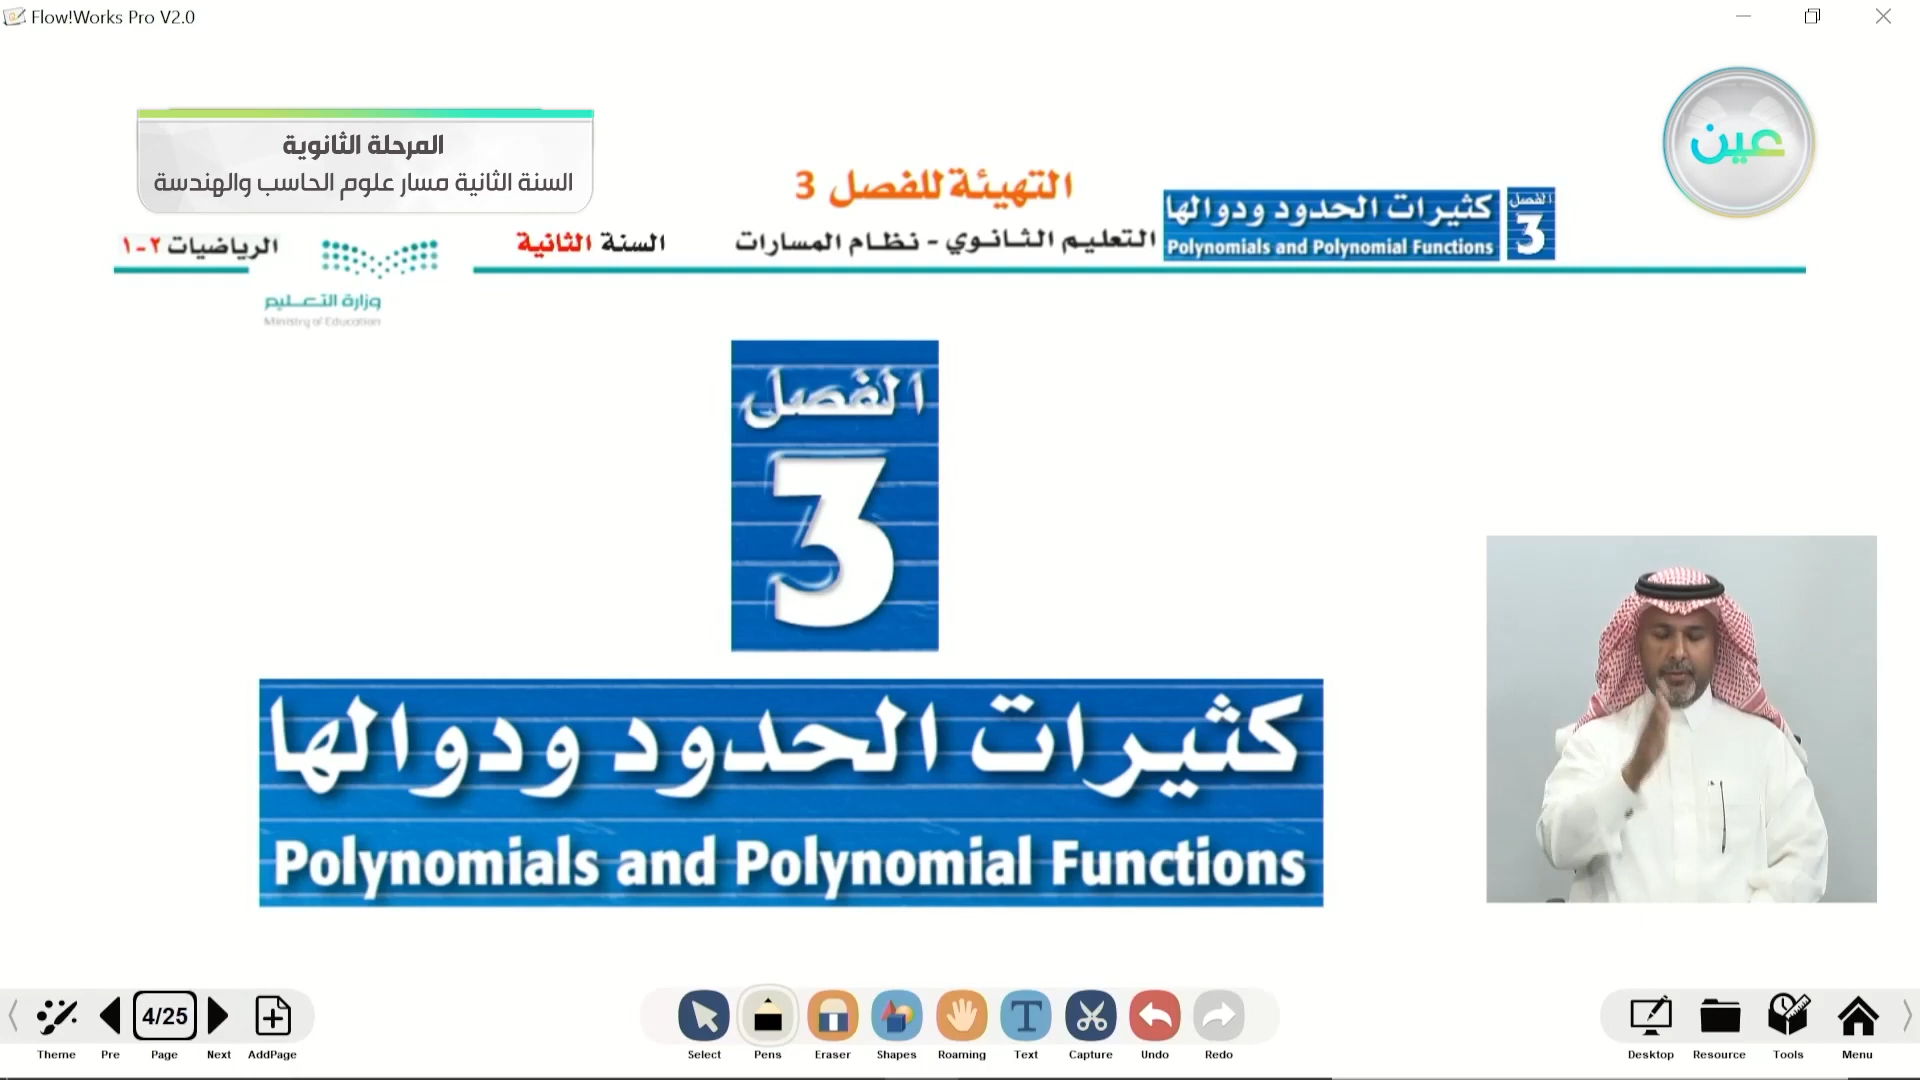 Flow!Works Pro V2.0
المرحلة الثانوية
السنة الثانية مسار علوم الحاسب والهندسة
عين
التهيئة للفصل 3
الفصل
3
كثيرات الحدود ودوالها
Polynomials and Polynomial Functions
التعليم الثانوي - نظام المسارات
السنة الثانية
الرياضيات ٢-١
وزارة التعليم
Ministry of Education
الفصل
3
كثيرات الحدود ودوالها
Polynomials and Polynomial Functions
4/25
Theme Pre Page Next AddPage
Select Pens Eraser Shapes Roaming Text Capture Undo Redo
Desktop Resource Tools Menu